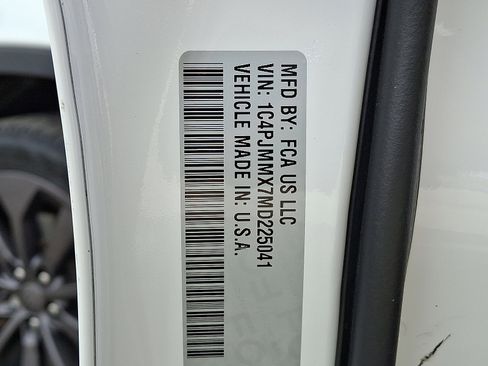 MFD BY: FCA US LLC
VIN: 1C4PJMMX7MD225041
VEHICLE MADE IN: U.S.A.